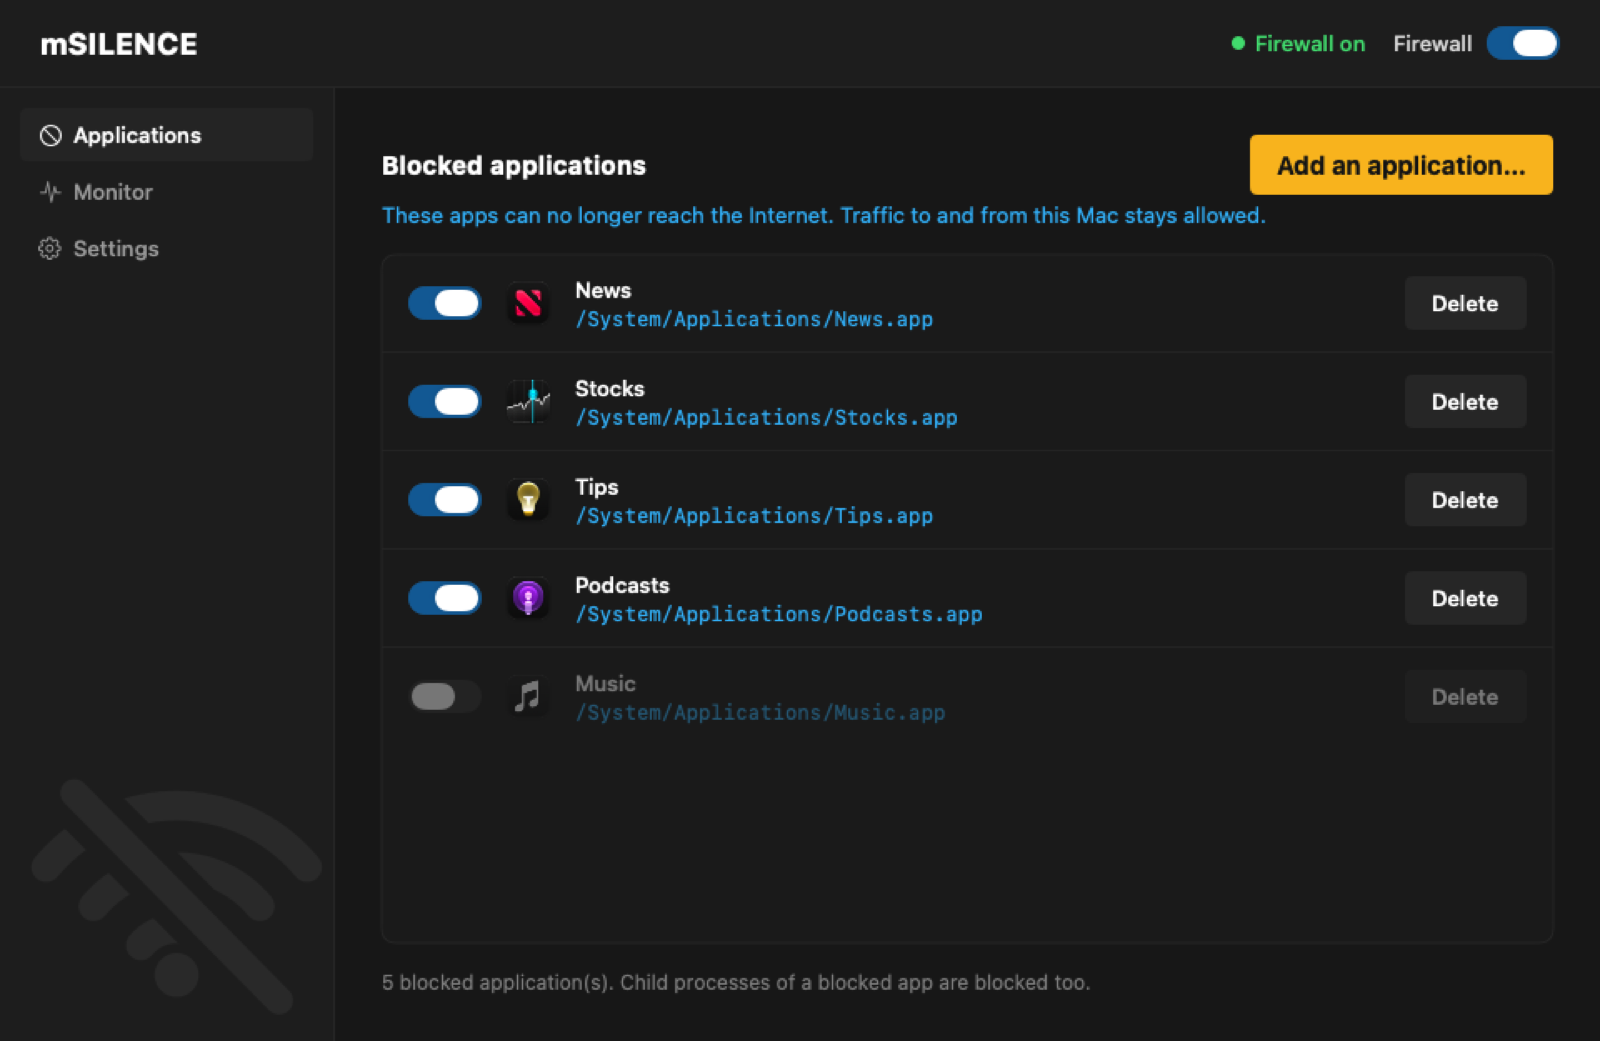 mSILENCE
Firewall on
Firewall
Applications
Monitor
Settings
Blocked applications
Add an application...
These apps can no longer reach the Internet. Traffic to and from this Mac stays allowed.
News
/System/Applications/News.app
Delete
Stocks
/System/Applications/Stocks.app
Delete
Tips
/System/Applications/Tips.app
Delete
Podcasts
/System/Applications/Podcasts.app
Delete
Music
/System/Applications/Music.app
Delete
5 blocked application(s). Child processes of a blocked app are blocked too.